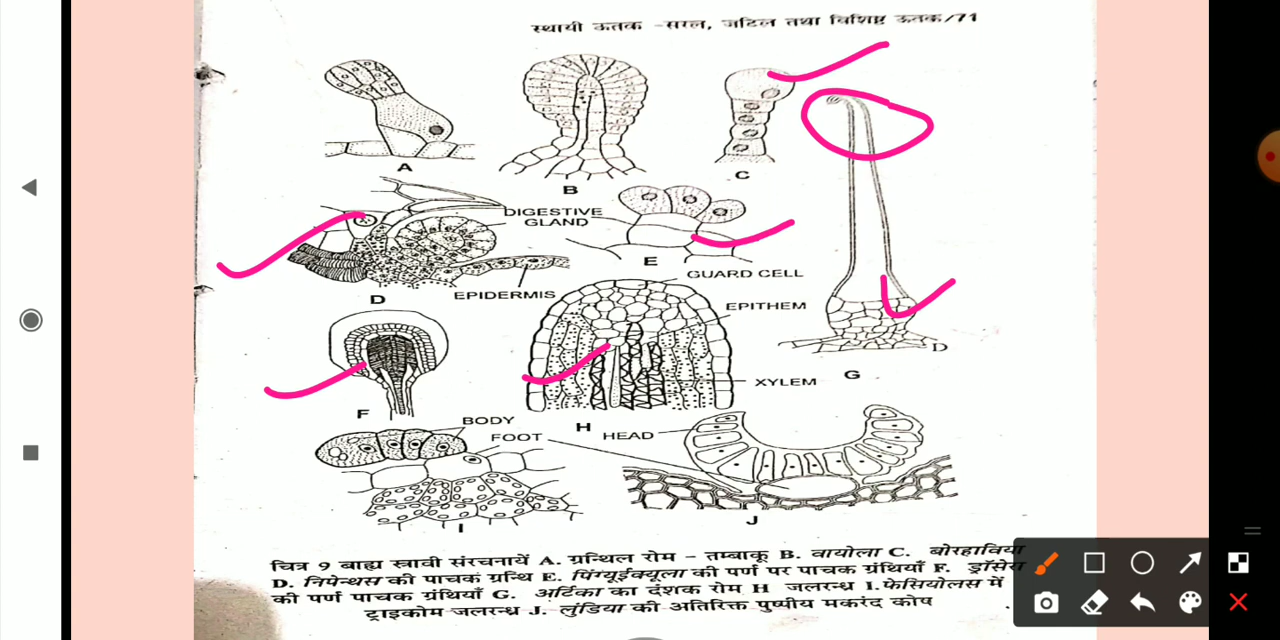 स्थायी ऊतक -सरल, जटिल तथा विशिष्ट ऊतक/71
A
B
C
DIGESTIVE
GLAND
E
GUARD CELL
EPIDERMIS
EPITHEM
D
D
XYLEM
G
F
BODY
H
FOOT
HEAD
I
J
चित्र 9 बाह्य स्त्रावी संरचनायें A. ग्रन्थिल रोम - तम्बाकू B. वायोला C. बोरहाविया
D. निपेन्थस की पाचक ग्रन्थि E. पिंग्यूईक्यूला की पर्ण पर पाचक ग्रंथियाँ F. ड्रॉसेरा
की पर्ण पाचक ग्रंथियाँ G. अर्टिका का दंशक रोम H जलरन्ध्र I.फेसियोलस में
ट्राइकोम जलरन्ध्र J. लुंडिया की अतिरिक्त पुष्पीय मकरंद कोष